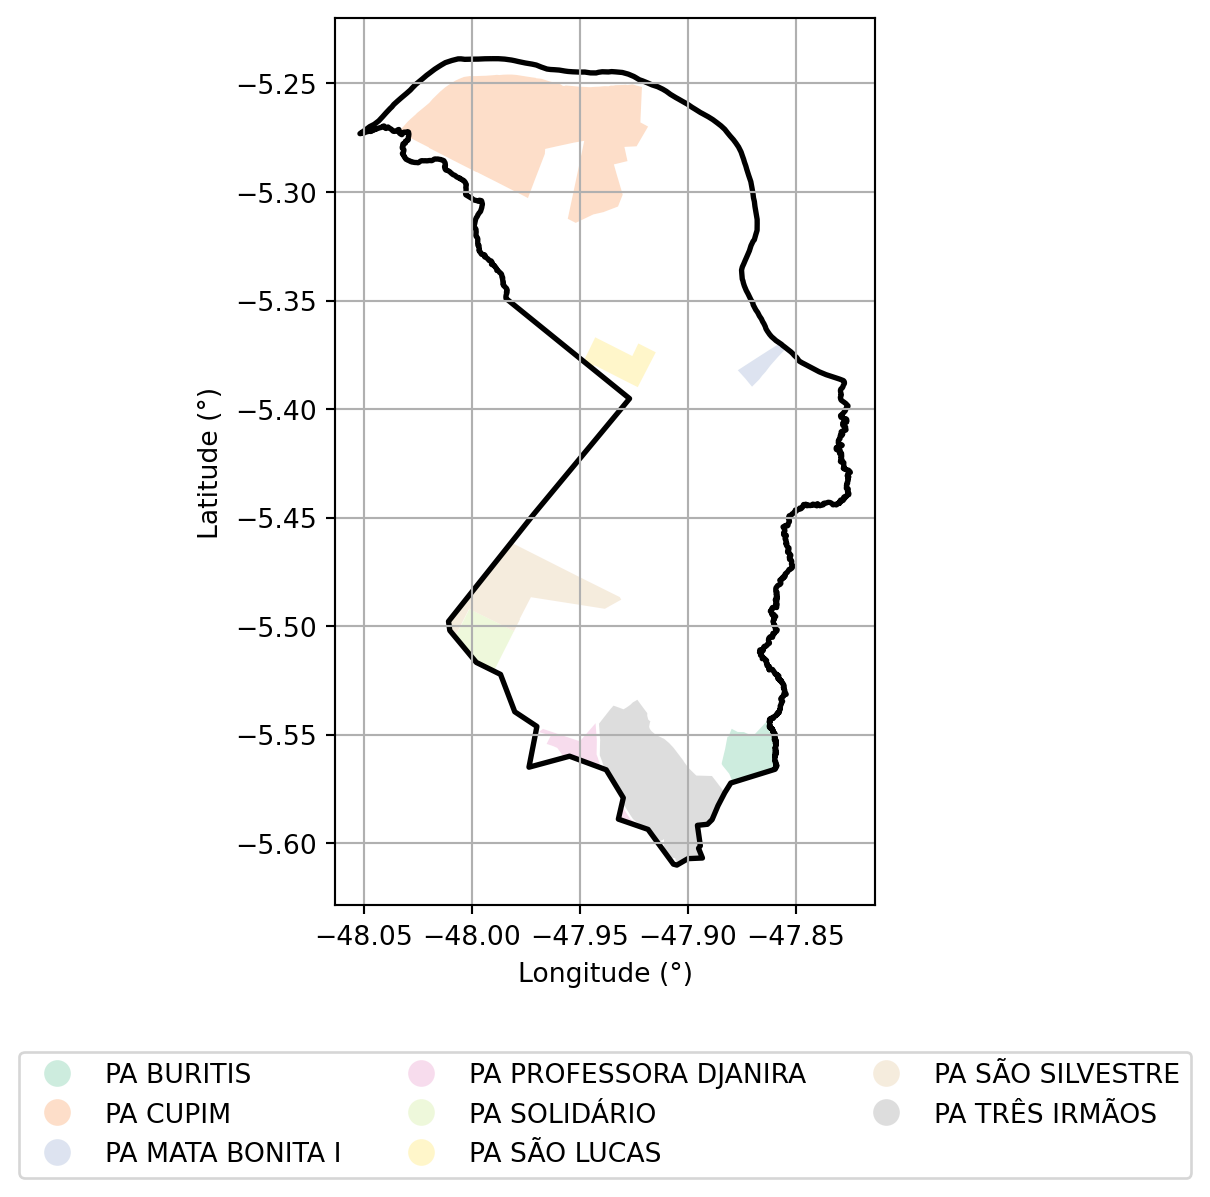 −5.25
−5.30
−5.35
−5.40
−5.45
−5.50
−5.55
−5.60
Latitude (°)
−48.05 −48.00 −47.95 −47.90 −47.85
Longitude (°)
PA BURITIS
PA CUPIM
PA MATA BONITA I
PA PROFESSORA DJANIRA
PA SOLIDÁRIO
PA SÃO LUCAS
PA SÃO SILVESTRE
PA TRÊS IRMÃOS